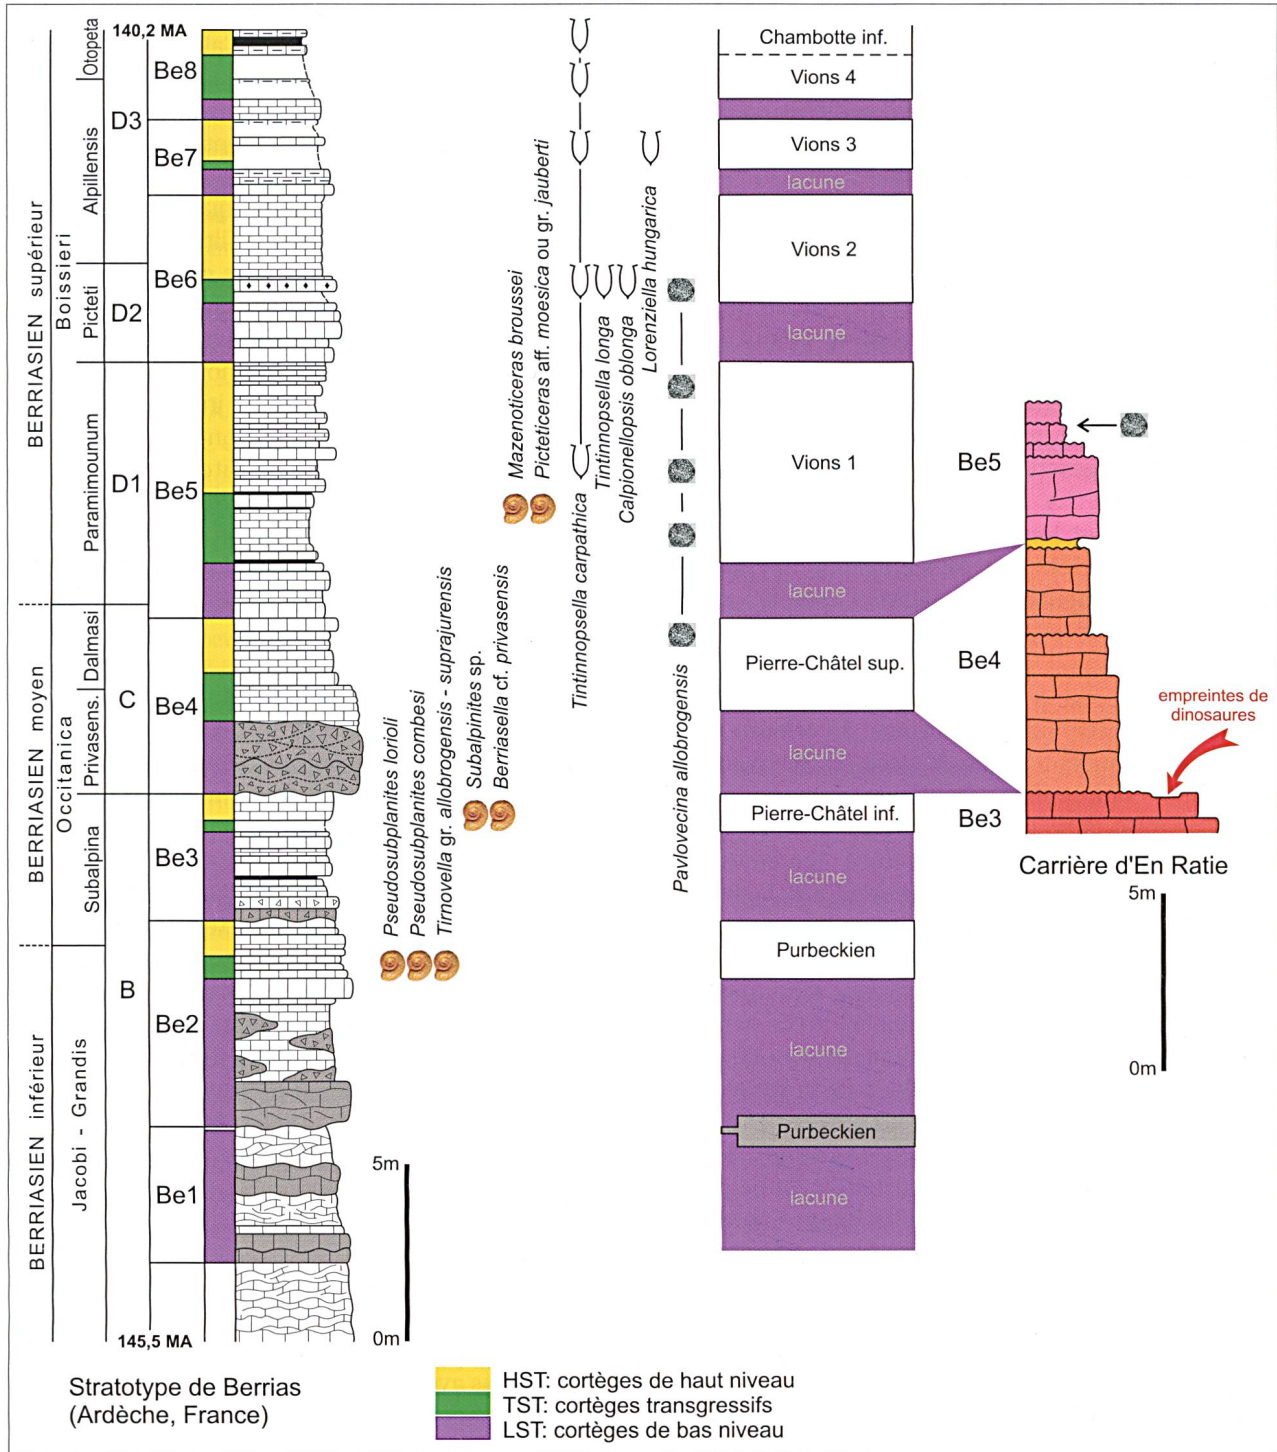 140,2 MA
BERRIASIEN supérieur
BERRIASIEN moyen
BERRIASIEN inférieur
Boissieri
Occitanica
Jacobi - Grandis
Otopeta
Alpillensis
Picteti
Paramimounum
Dalmasi
Privasens.
Subalpina
D3
D2
D1
C
B
Be8
Be7
Be6
Be5
Be4
Be3
Be2
Be1
145,5 MA
5m
0m
Stratotype de Berrias
(Ardèche, France)
Pseudosubplanites lorioli
Pseudosubplanites combesi
Tirnovella gr. allobrogensis - suprajurensis
Subalpinites sp.
Berriasella cf. privasensis
Mazenoticeras broussei
Picteticeras aff. moesica ou gr. jauberti
Tintinnopsella carpathica
Tintinnopsella longa
Calpionellopsis oblonga
Lorenziella hungarica
Pavlovecina allobrogensis
Chambotte inf.
Vions 4
Vions 3
lacune
Vions 2
lacune
Vions 1
lacune
Pierre-Châtel sup.
lacune
Pierre-Châtel inf.
lacune
Purbeckien
lacune
Purbeckien
lacune
Be5
Be4
Be3
empreintes de
dinosaures
Carrière d'En Ratie
5m
0m
HST: cortèges de haut niveau
TST: cortèges transgressifs
LST: cortèges de bas niveau